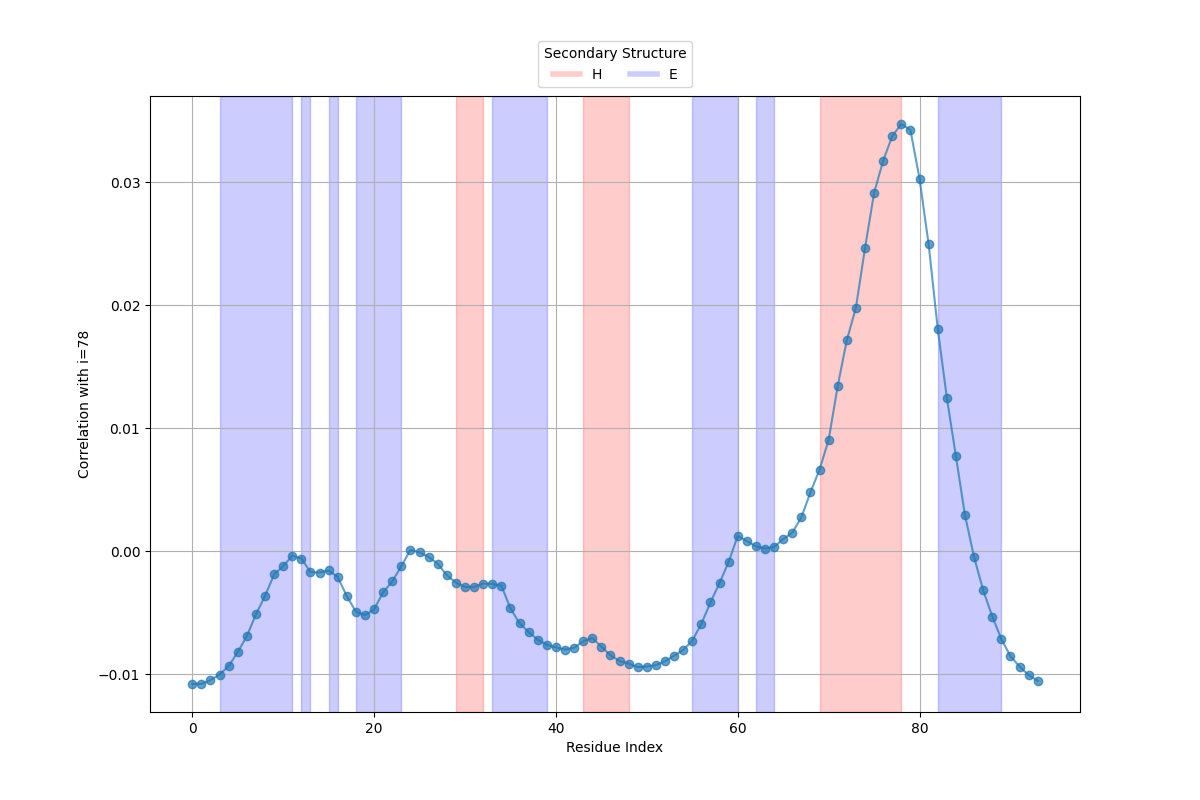 Secondary Structure
H E
0.03
0.02
0.01
0.00
−0.01
Correlation with i=78
0 20 40 60 80
Residue Index